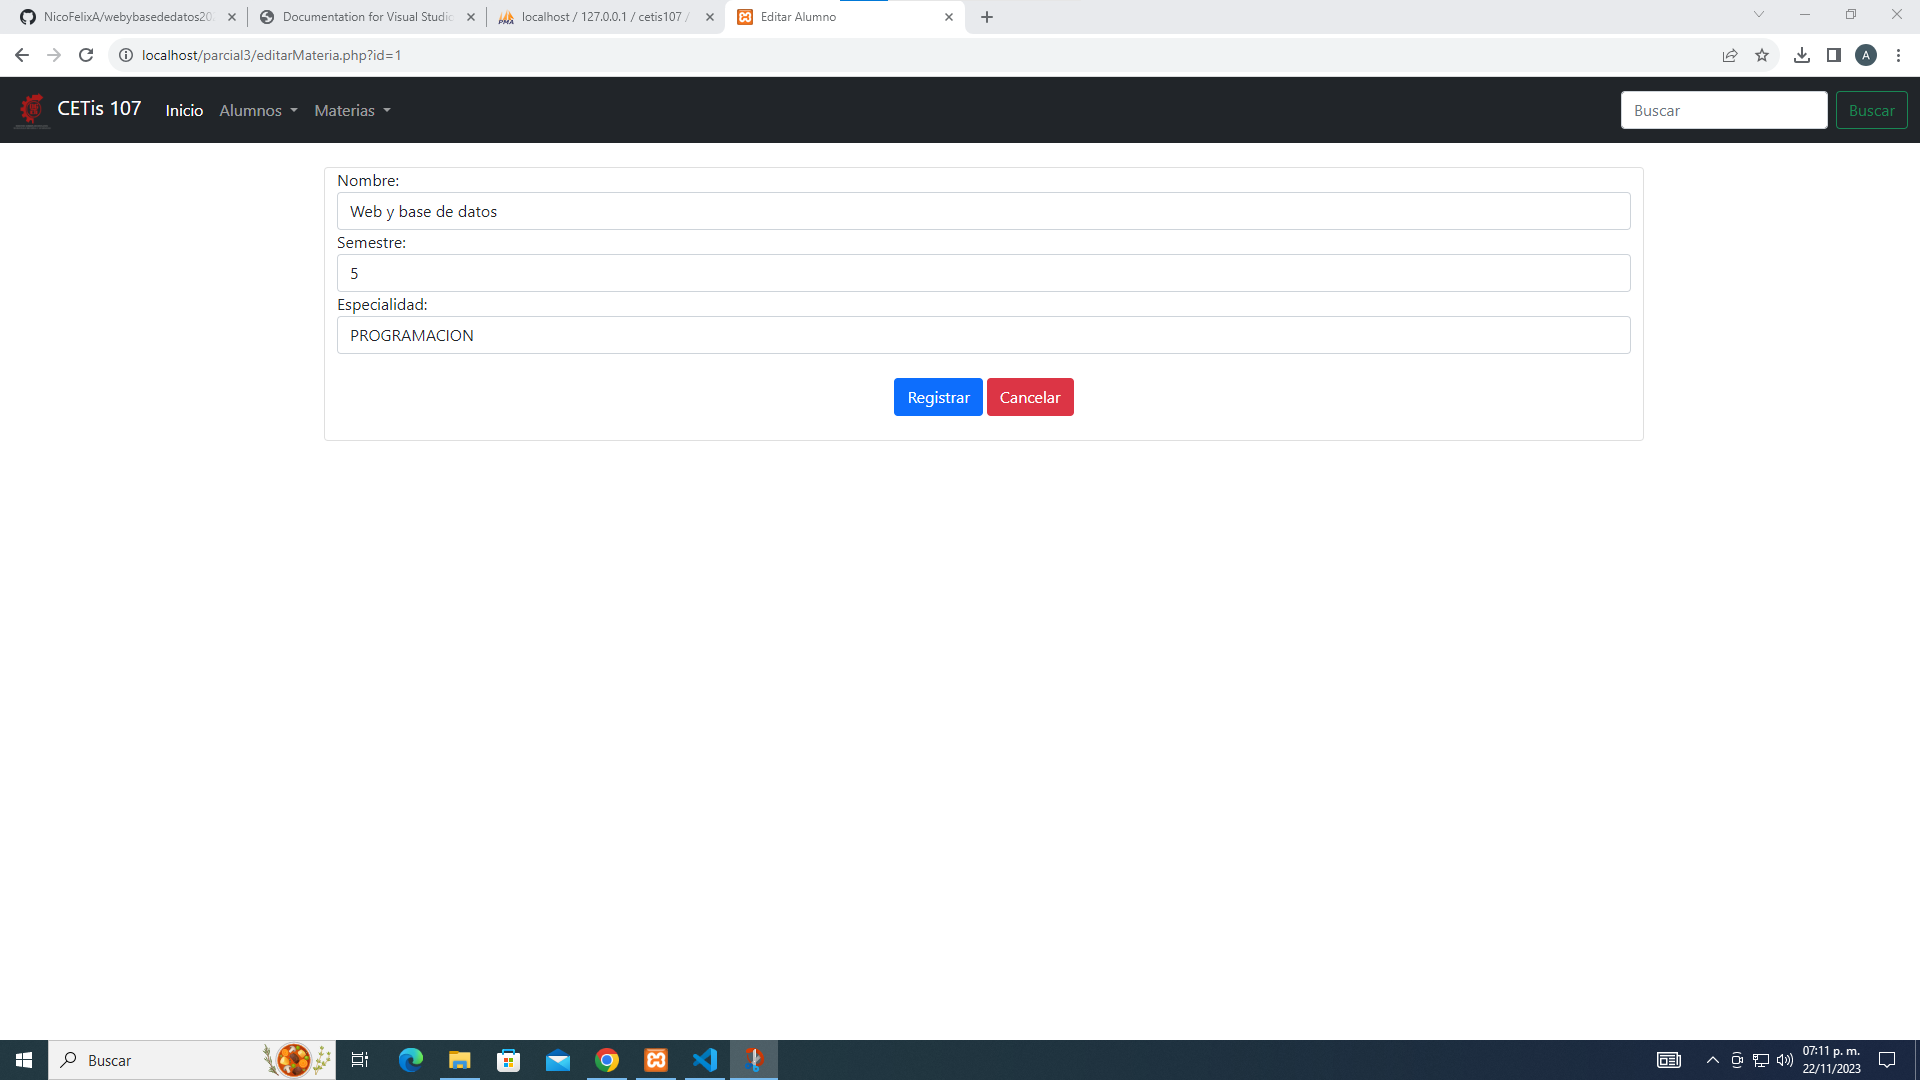 NicoFelixA/webybasededatos20
Documentation for Visual Studio
localhost / 127.0.0.1 / cetis107 /
Editar Alumno
localhost/parcial3/editarMateria.php?id=1
A
CETis 107
Inicio
Alumnos
Materias
Buscar
Buscar
Nombre:
Web y base de datos
Semestre:
5
Especialidad:
PROGRAMACION
Registrar
Cancelar
Buscar
07:11 p. m.
22/11/2023